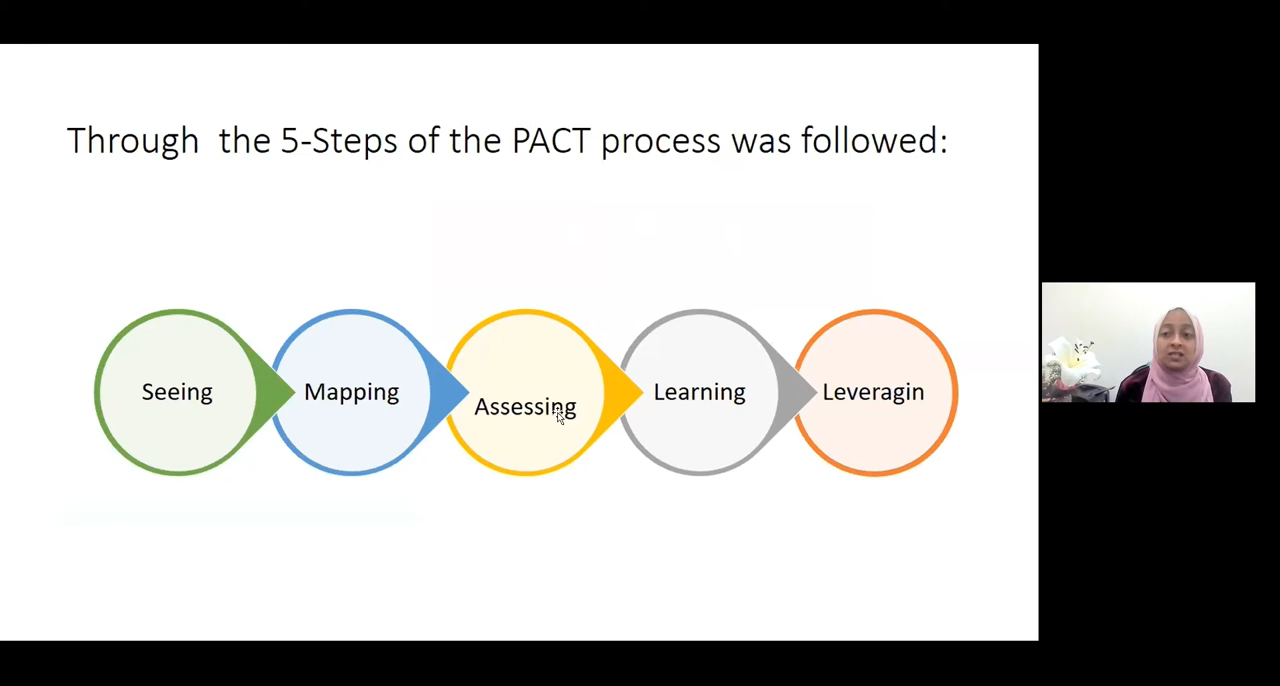 Through the 5-Steps of the PACT process was followed:
Seeing
Mapping
Assessing
Learning
Leveragin